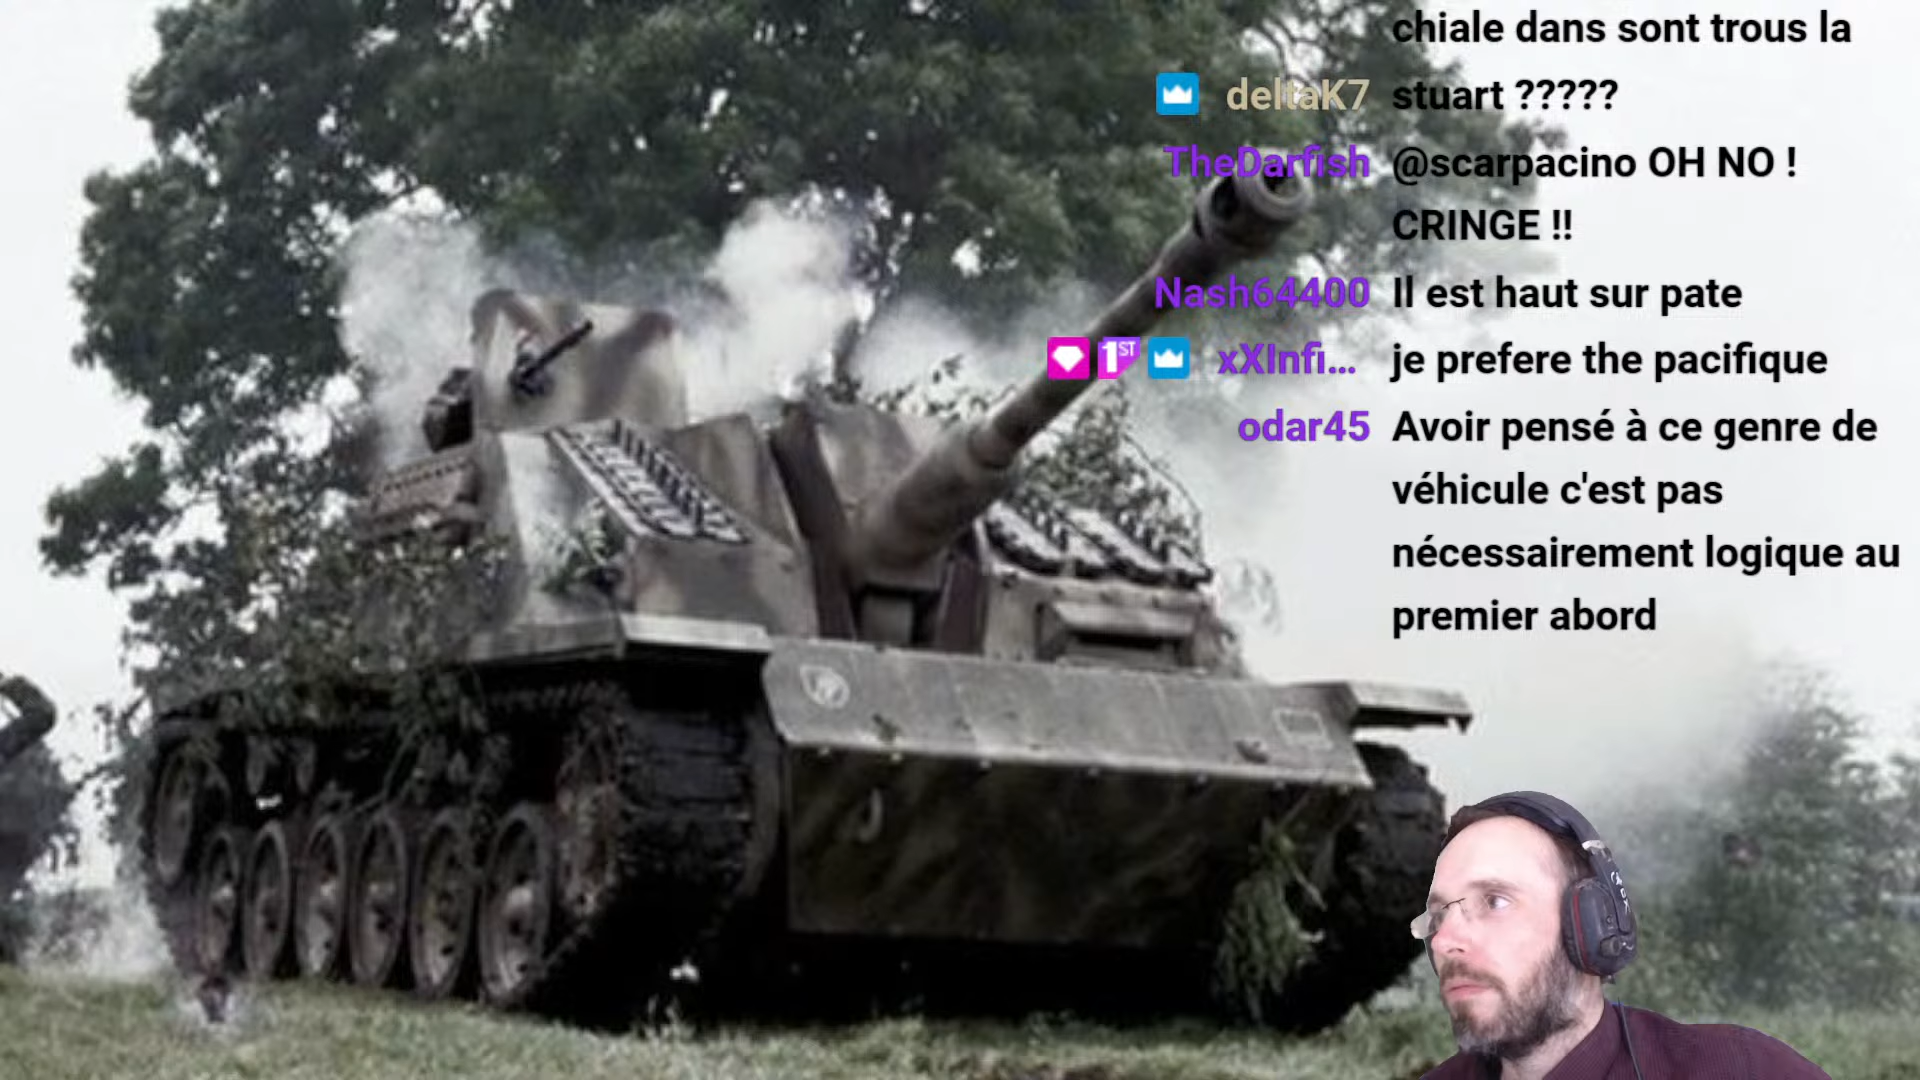 chiale dans sont trous la
deltaK7 stuart ?????
TheDarfish @scarpacino OH NO !
CRINGE !!
Nash64400 Il est haut sur pate
1ST xXInfi... je prefere the pacifique
odar45 Avoir pensé à ce genre de
véhicule c'est pas
nécessairement logique au
premier abord